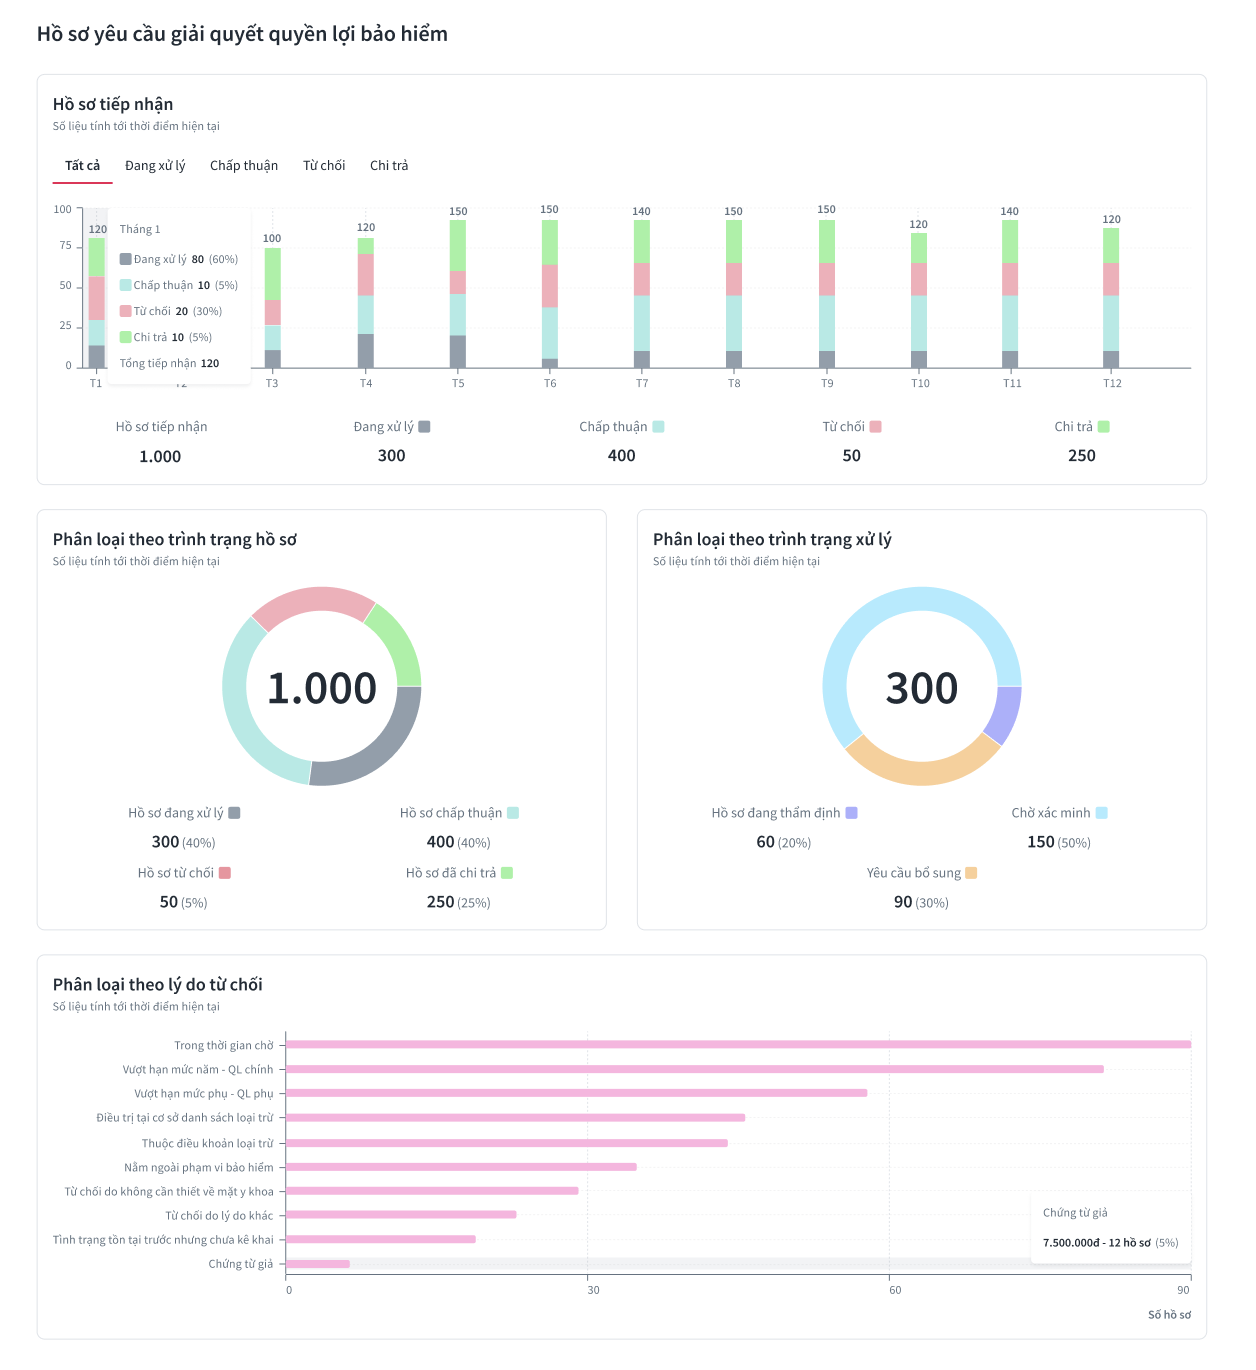 Hồ sơ yêu cầu giải quyết quyền lợi bảo hiểm
Hồ sơ tiếp nhận
Số liệu tính tới thời điểm hiện tại
Tất cả Đang xử lý Chấp thuận Từ chối Chi trả
100
75
50
25
0
120
100
120
150
150
140
150
150
120
140
120
Tháng 1
Đang xử lý 80 (60%)
Chấp thuận 10 (5%)
Từ chối 20 (30%)
Chi trả 10 (5%)
Tổng tiếp nhận 120
T1 T2 T3 T4 T5 T6 T7 T8 T9 T10 T11 T12
Hồ sơ tiếp nhận Đang xử lý Chấp thuận Từ chối Chi trả
1.000 300 400 50 250
Phân loại theo trình trạng hồ sơ
Số liệu tính tới thời điểm hiện tại
1.000
Hồ sơ đang xử lý Hồ sơ chấp thuận
300 (40%) 400 (40%)
Hồ sơ từ chối Hồ sơ đã chi trả
50 (5%) 250 (25%)
Phân loại theo trình trạng xử lý
Số liệu tính tới thời điểm hiện tại
300
Hồ sơ đang thẩm định Chờ xác minh
60 (20%) 150 (50%)
Yêu cầu bổ sung
90 (30%)
Phân loại theo lý do từ chối
Số liệu tính tới thời điểm hiện tại
Trong thời gian chờ
Vượt hạn mức năm - QL chính
Vượt hạn mức phụ - QL phụ
Điều trị tại cơ sở danh sách loại trừ
Thuộc điều khoản loại trừ
Nằm ngoài phạm vi bảo hiểm
Từ chối do không cần thiết về mặt y khoa
Từ chối do lý do khác
Tình trạng tồn tại trước nhưng chưa kê khai
Chứng từ giả
Chứng từ giả
7.500.000đ - 12 hồ sơ (5%)
0 30 60 90
Số hồ sơ